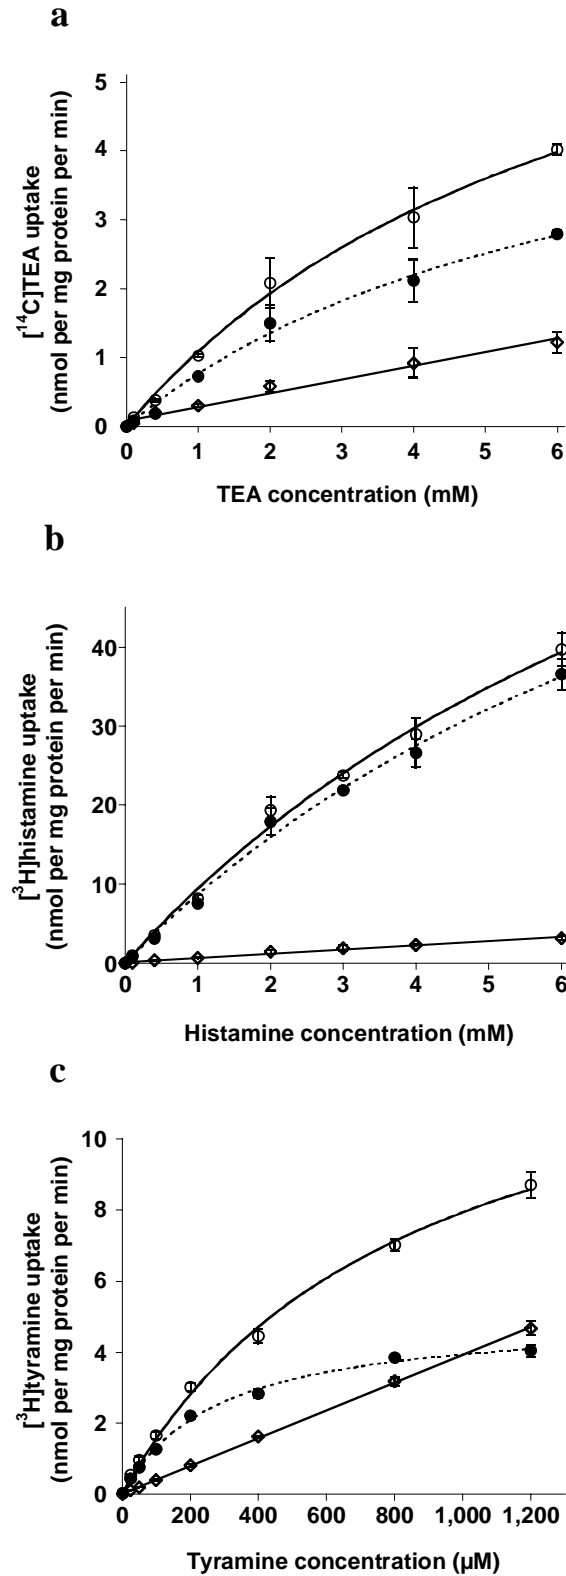 a
5
4
3
2
1
0
[¹⁴C]TEA uptake
(nmol per mg protein per min)
0 1 2 3 4 5 6
TEA concentration (mM)
b
40
30
20
10
0
[³H]histamine uptake
(nmol per mg protein per min)
0 1 2 3 4 5 6
Histamine concentration (mM)
c
10
8
6
4
2
0
[³H]tyramine uptake
(nmol per mg protein per min)
0 200 400 600 800 1,000 1,200
Tyramine concentration (µM)